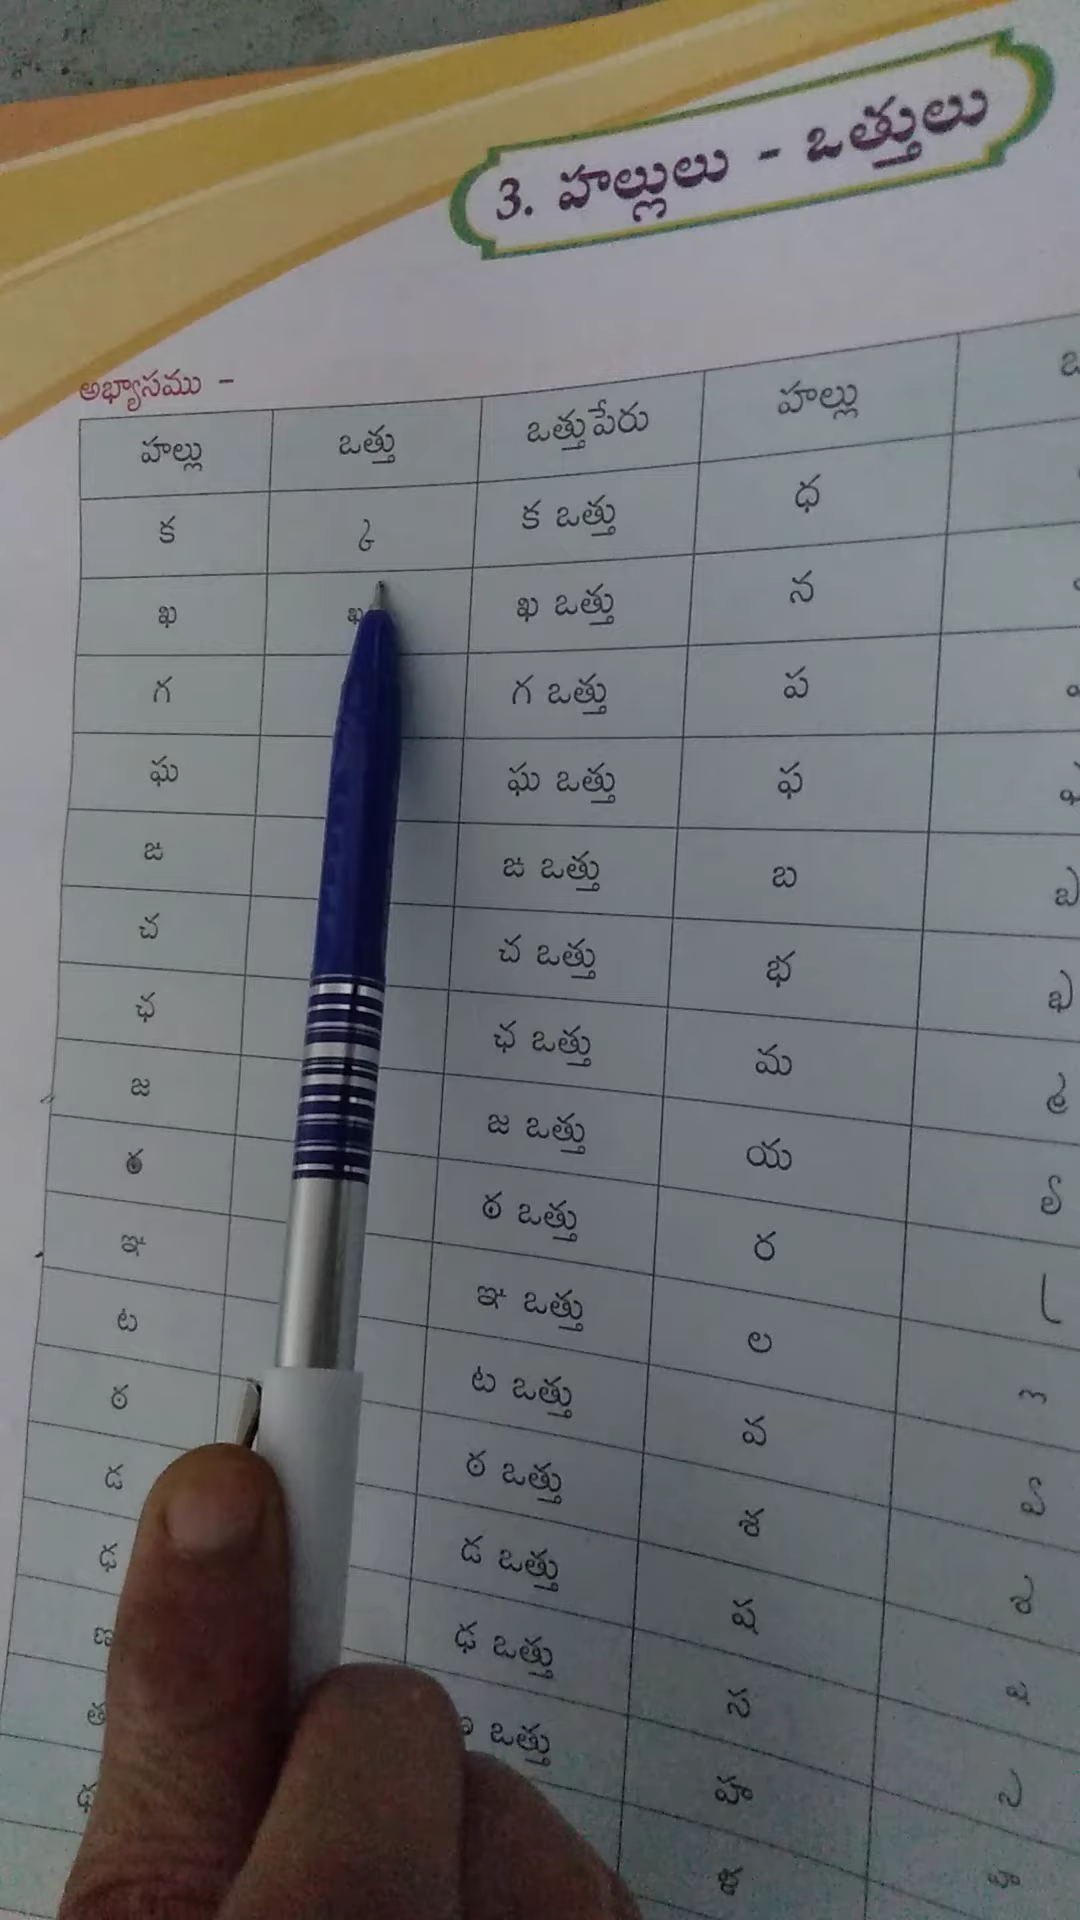 3. హల్లులు - ఒత్తులు
అభ్యాసము -
హల్లు ఒత్తు ఒత్తుపేరు హల్లు
క ్క క ఒత్తు ధ
ఖ ్ఖ ఖ ఒత్తు న
గ గ ఒత్తు ప
ఘ ఘ ఒత్తు ఫ
ఙ ఙ ఒత్తు బ ్బ
చ చ ఒత్తు భ ్భ
ఛ ఛ ఒత్తు మ ్మ
జ జ ఒత్తు య ్య
ఠ ఒత్తు ర ్ర
ఞ ఞ ఒత్తు ల ్ల
ట ట ఒత్తు వ ్వ
ఠ ఠ ఒత్తు శ ్శ
డ డ ఒత్తు ష ్ష
ఢ ఢ ఒత్తు స ్స
ణ ఒత్తు హ ్హ
త